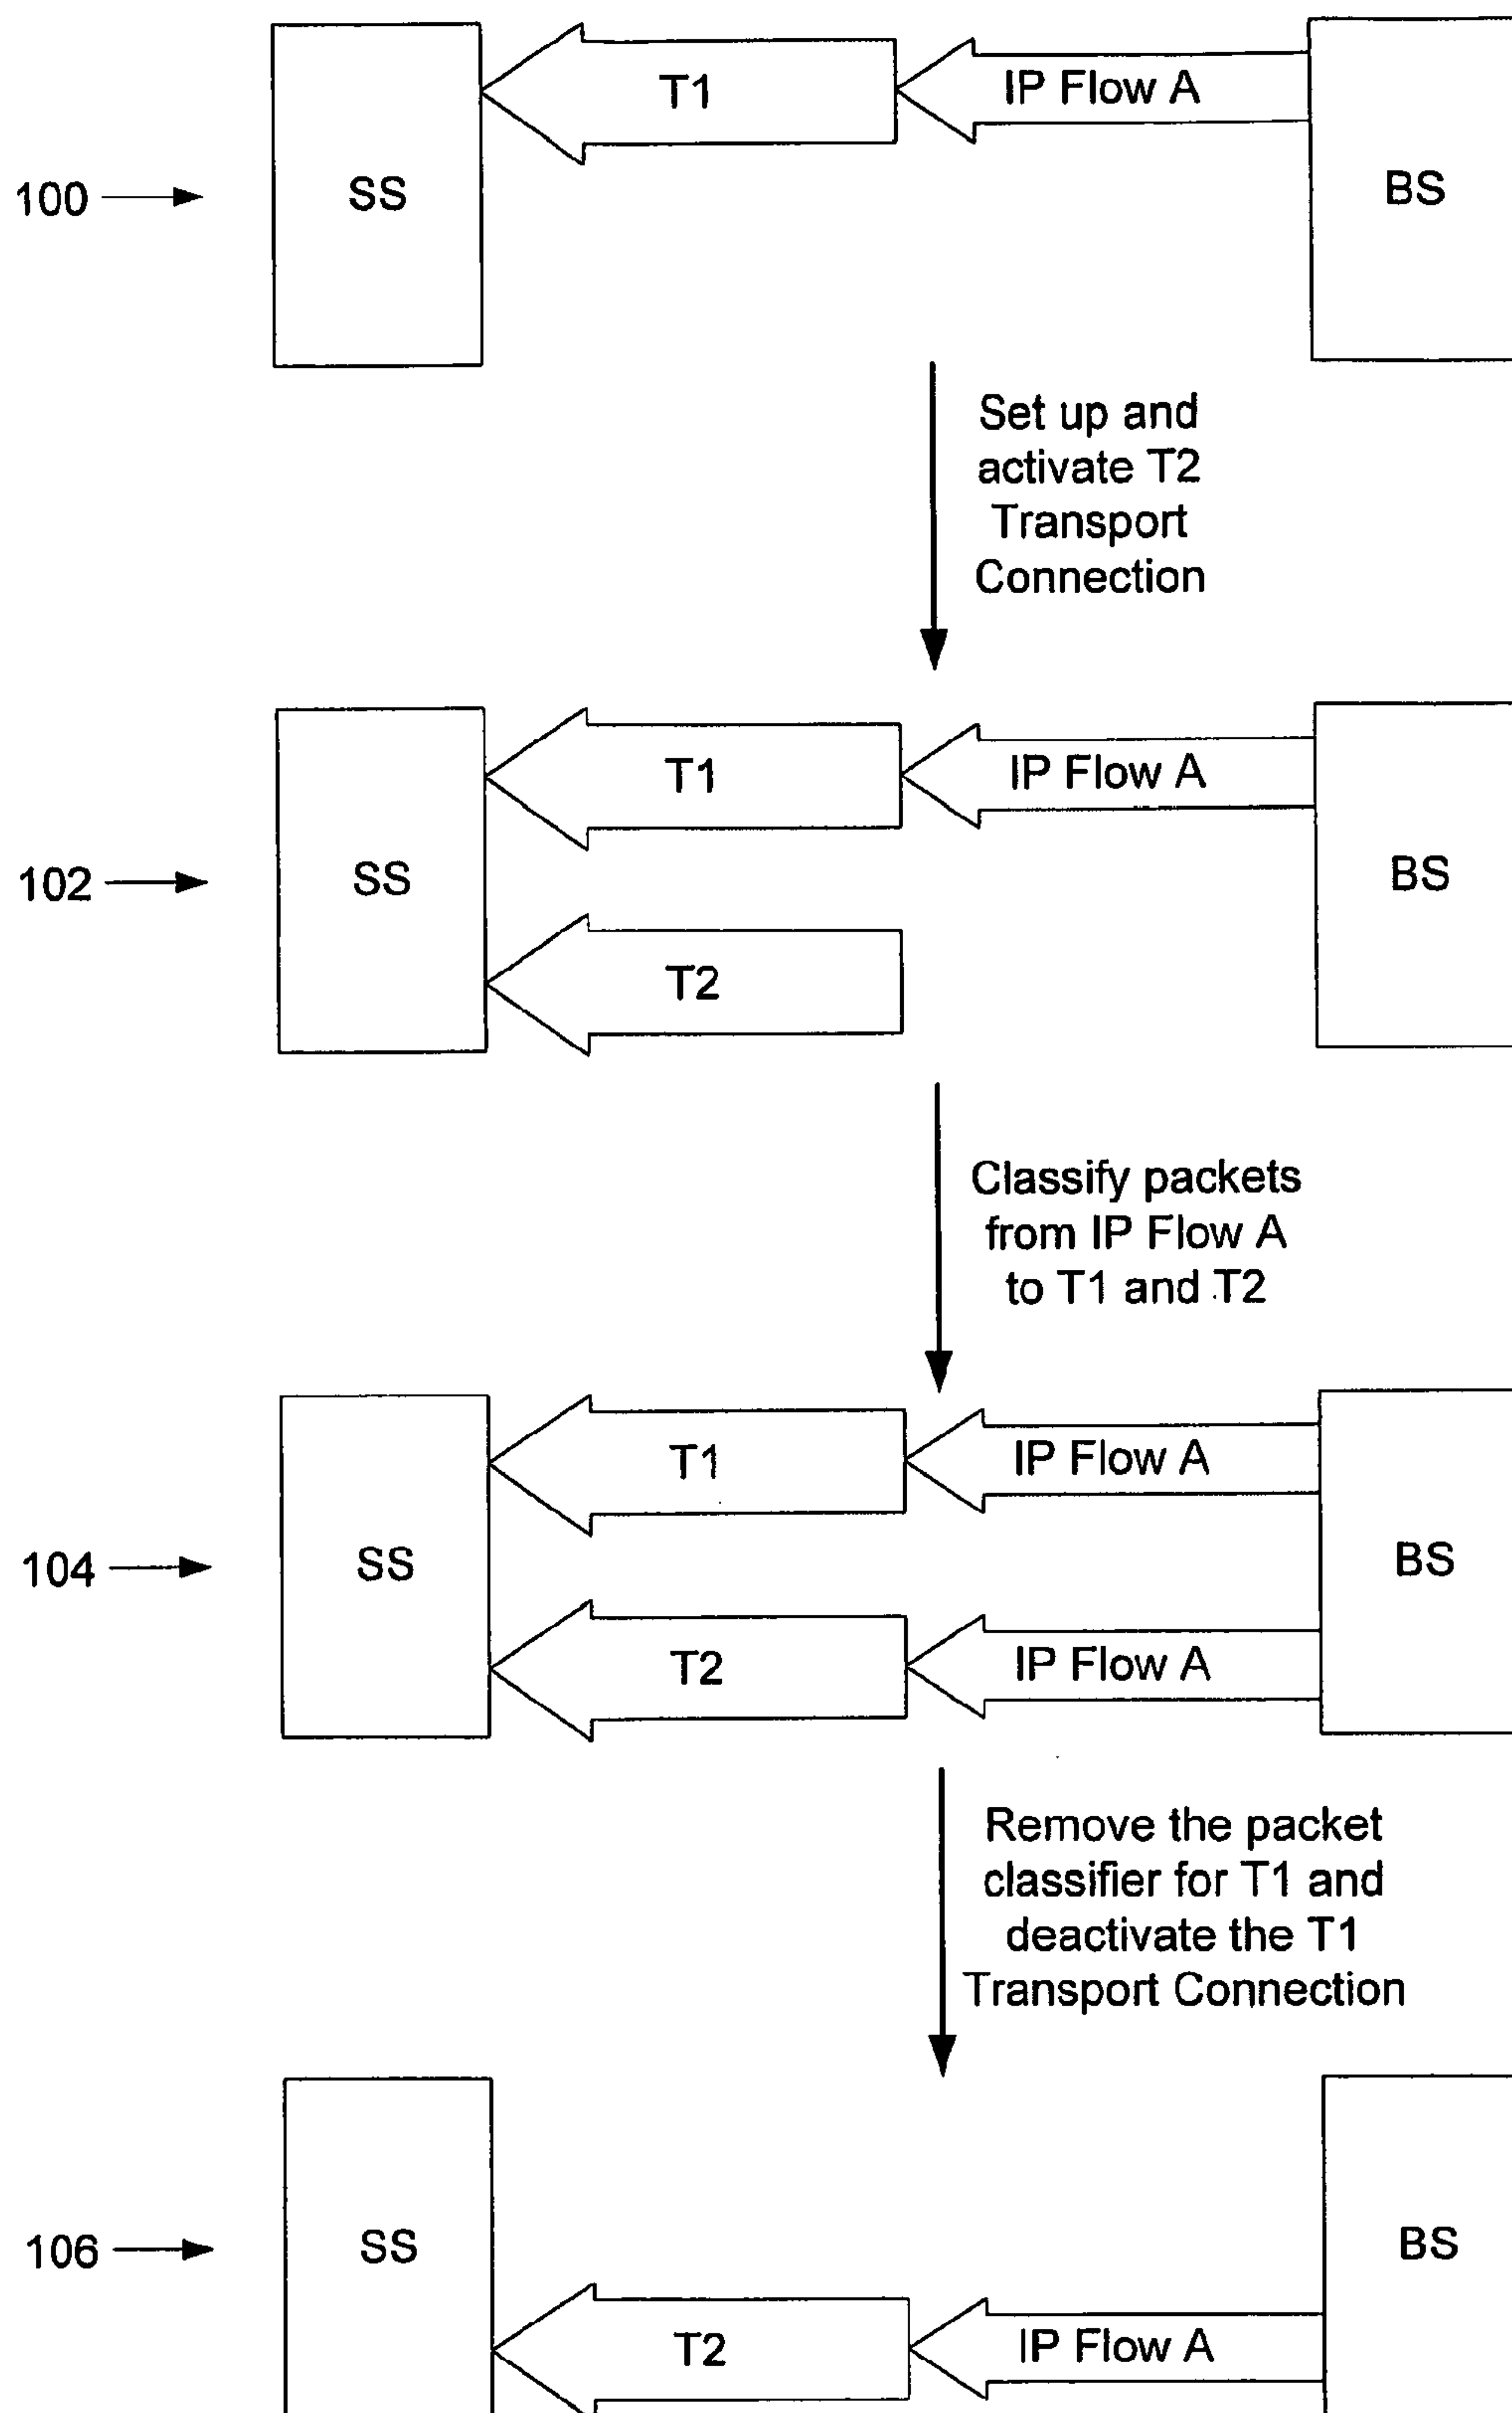 T1
IP Flow A
100
SS
BS
Set up and
activate T2
Transport
Connection
T1
IP Flow A
102
SS
BS
T2
Classify packets
from IP Flow A
to T1 and T2
T1
IP Flow A
104
SS
BS
T2
IP Flow A
Remove the packet
classifier for T1 and
deactivate the T1
Transport Connection
106
SS
BS
T2
IP Flow A